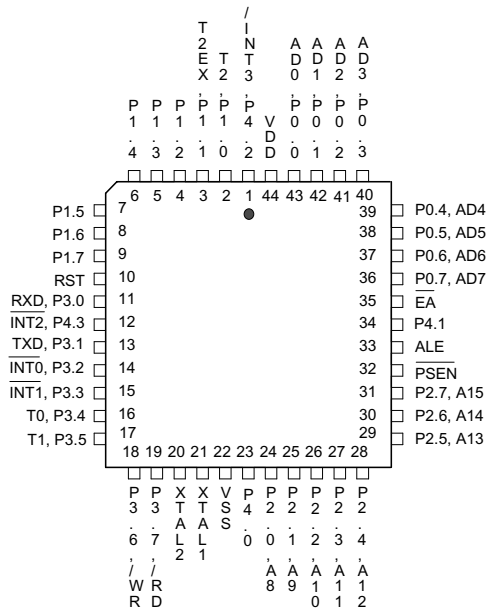 P1.4
P1.3
P1.2
T2EX,P1.1
T2,P1.0
/INT3,P4.2
VDD
AD0,P0.0
AD1,P0.1
AD2,P0.2
AD3,P0.3
6 5 4 3 2 1 44 43 42 41 40
P1.5 7
P1.6 8
P1.7 9
RST 10
RXD, P3.0 11
INT2, P4.3 12
TXD, P3.1 13
INT0, P3.2 14
INT1, P3.3 15
T0, P3.4 16
T1, P3.5 17
39 P0.4, AD4
38 P0.5, AD5
37 P0.6, AD6
36 P0.7, AD7
35 EA
34 P4.1
33 ALE
32 PSEN
31 P2.7, A15
30 P2.6, A14
29 P2.5, A13
18 19 20 21 22 23 24 25 26 27 28
P3.6,/WR
P3.7,/RD
XTAL2
XTAL1
VSS
P4.0
P2.0,A8
P2.1,A9
P2.2,A10
P2.3,A11
P2.4,A12